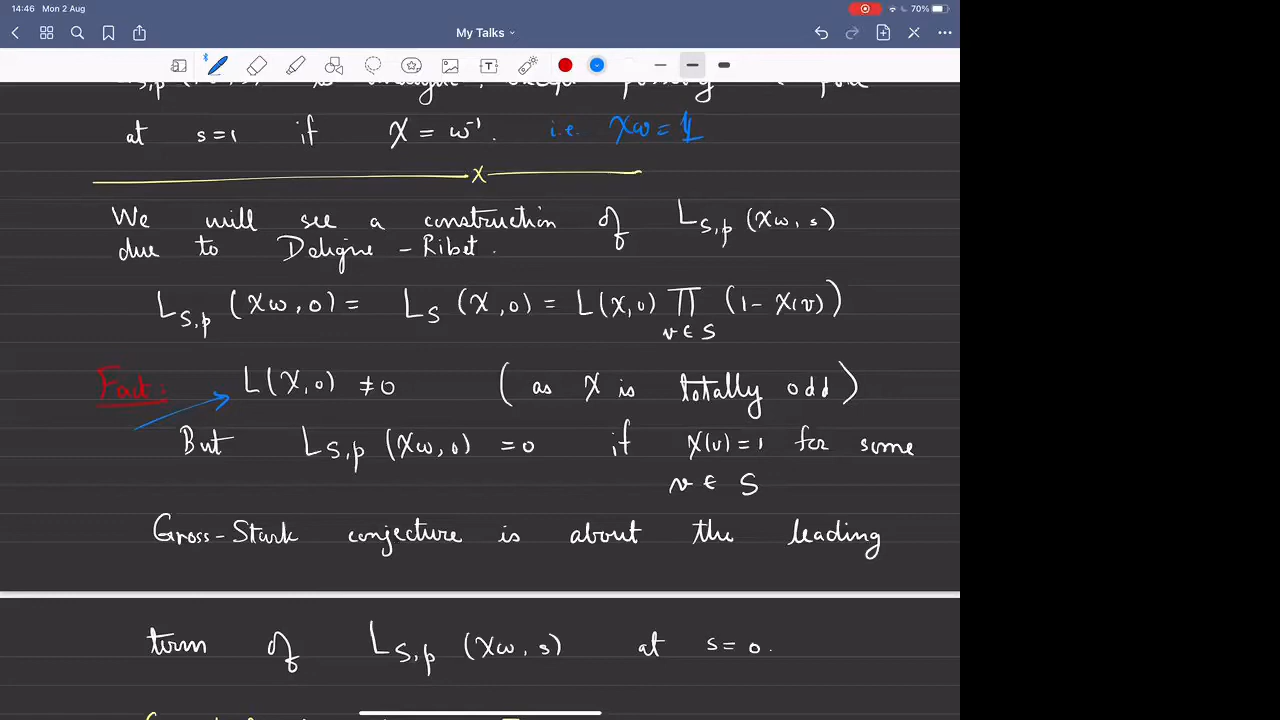 14:46 Mon 2 Aug
70%
My Talks
at s=1 if χ = ω⁻¹. i.e. χω = 1
X
We will see a construction of L_{S,p}(χω, s)
due to Deligne - Ribet.
L_{S,p}(χω, 0) = L_S(χ, 0) = L(χ, 0) ∏_{v ∈ S} (1 - χ(v))
Fact: L(χ, 0) ≠ 0 (as χ is totally odd)
But L_{S,p}(χω, 0) = 0 if χ(v) = 1 for some
v ∈ S
Gross-Stark conjecture is about the leading
term of L_{S,p}(χω, s) at s = 0.